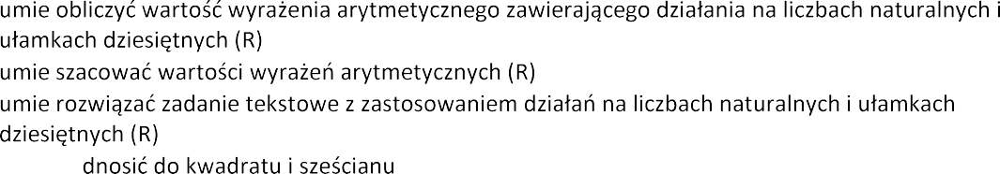 umie obliczyć wartość wyrażenia arytmetycznego zawierającego działania na liczbach naturalnych i
ułamkach dziesiętnych (R)
umie szacować wartości wyrażeń arytmetycznych (R)
umie rozwiązać zadanie tekstowe z zastosowaniem działań na liczbach naturalnych i ułamkach
dziesiętnych (R)
dnosić do kwadratu i sześcianu